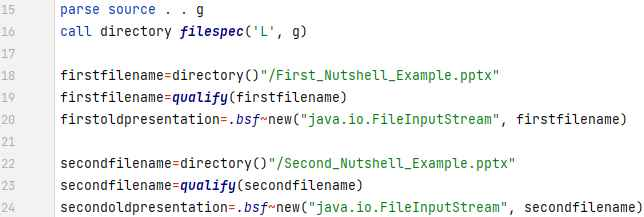 15 parse source . . g
16 call directory filespec('L', g)
17
18 firstfilename=directory()"/First_Nutshell_Example.pptx"
19 firstfilename=qualify(firstfilename)
20 firstoldpresentation=.bsf~new("java.io.FileInputStream", firstfilename)
21
22 secondfilename=directory()"/Second_Nutshell_Example.pptx"
23 secondfilename=qualify(secondfilename)
24 secondoldpresentation=.bsf~new("java.io.FileInputStream", secondfilename)